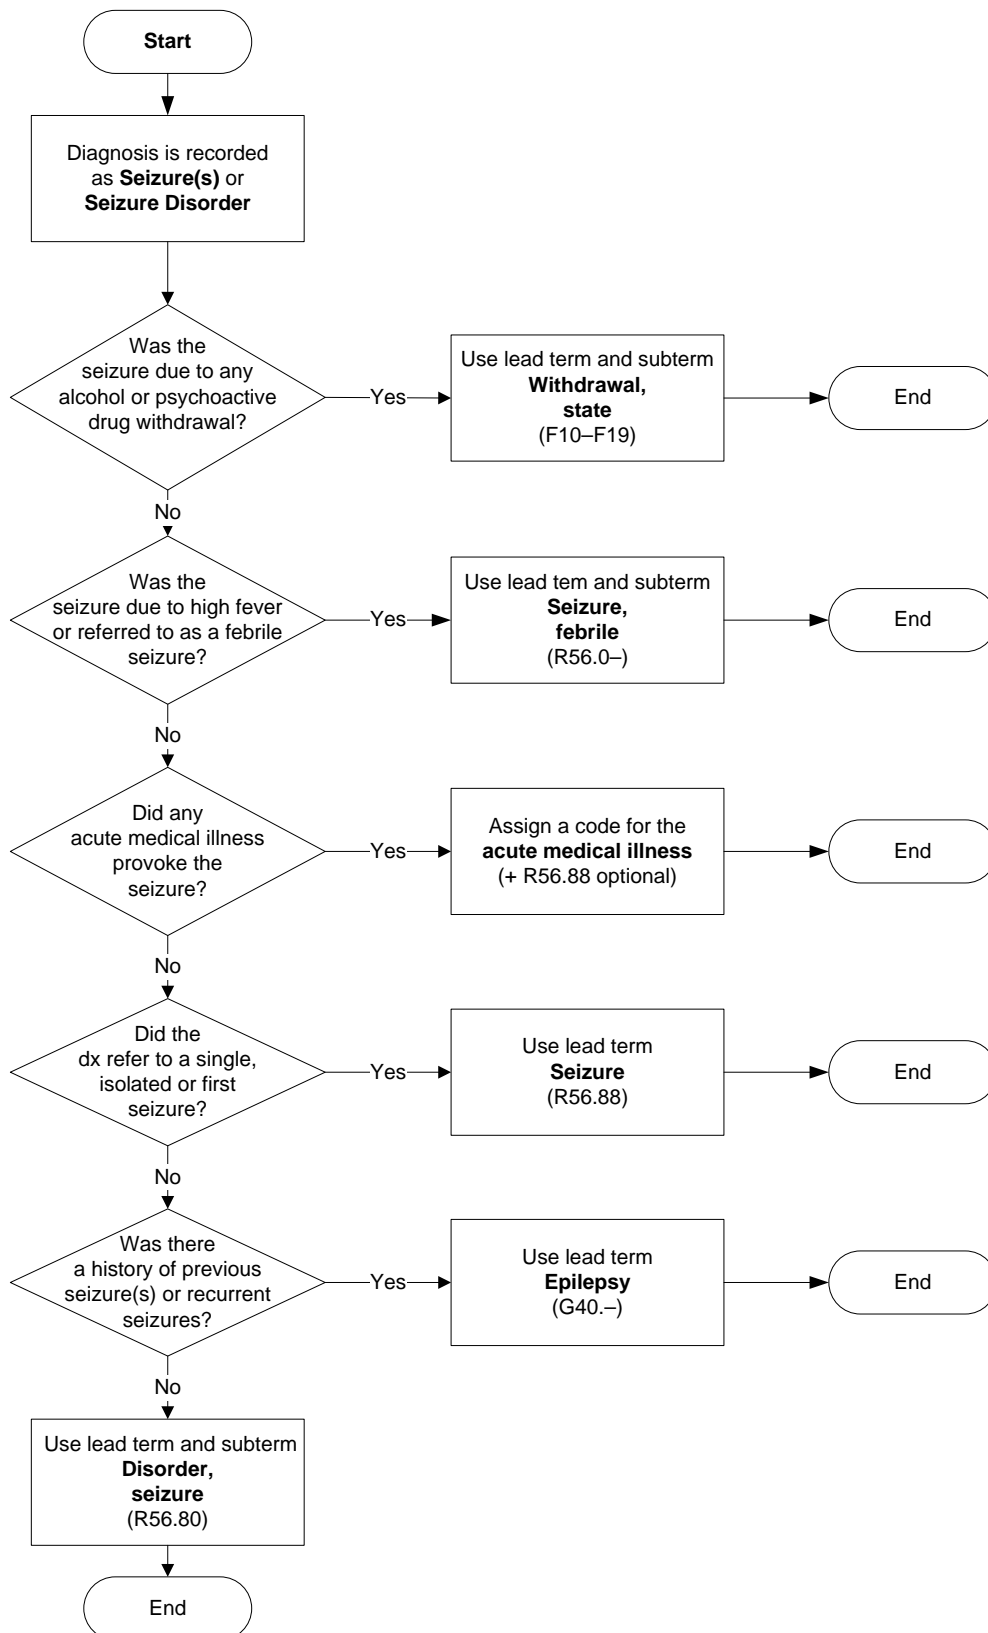 Start
Diagnosis is recorded
as Seizure(s) or
Seizure Disorder
Was the
seizure due to any
alcohol or psychoactive
drug withdrawal?
Yes
Use lead term and subterm
Withdrawal,
state
(F10–F19)
End
No
Was the
seizure due to high fever
or referred to as a febrile
seizure?
Yes
Use lead tem and subterm
Seizure,
febrile
(R56.0–)
End
No
Did any
acute medical illness
provoke the
seizure?
Yes
Assign a code for the
acute medical illness
(+ R56.88 optional)
End
No
Did the
dx refer to a single,
isolated or first
seizure?
Yes
Use lead term
Seizure
(R56.88)
End
No
Was there
a history of previous
seizure(s) or recurrent
seizures?
Yes
Use lead term
Epilepsy
(G40.–)
End
No
Use lead term and subterm
Disorder,
seizure
(R56.80)
End